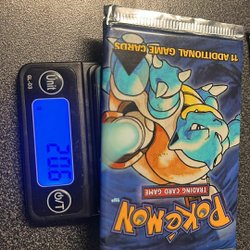 Unit
20.6
O/T
POKéMON
TRADING CARD GAME
11 ADDITIONAL GAME CARDS